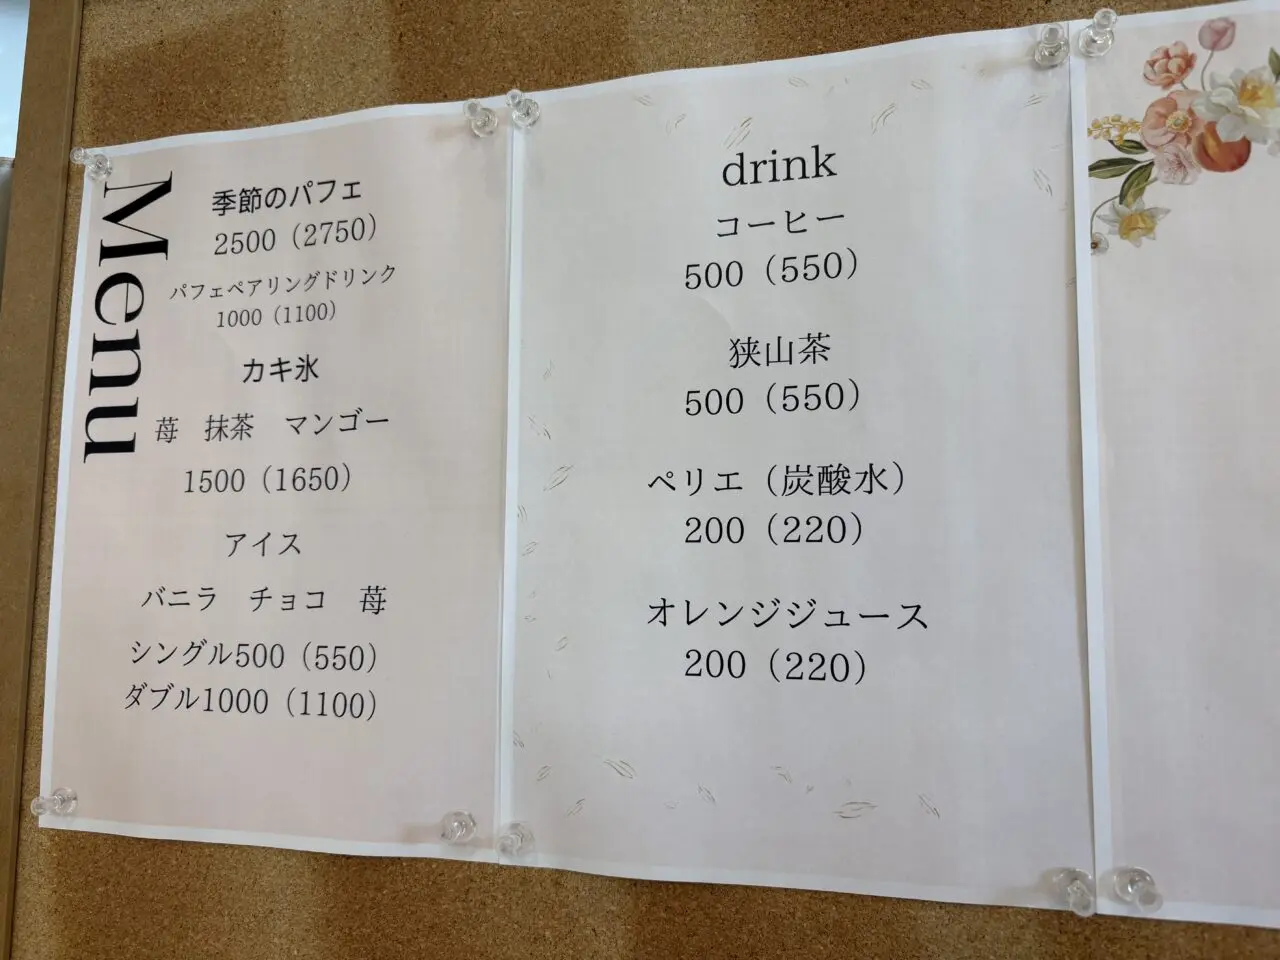 Menu
季節のパフェ
2500（2750）
パフェペアリングドリンク
1000（1100）
カキ氷
苺　抹茶　マンゴー
1500（1650）
アイス
バニラ　チョコ　苺
シングル500（550）
ダブル1000（1100）
drink
コーヒー
500（550）
狭山茶
500（550）
ペリエ（炭酸水）
200（220）
オレンジジュース
200（220）